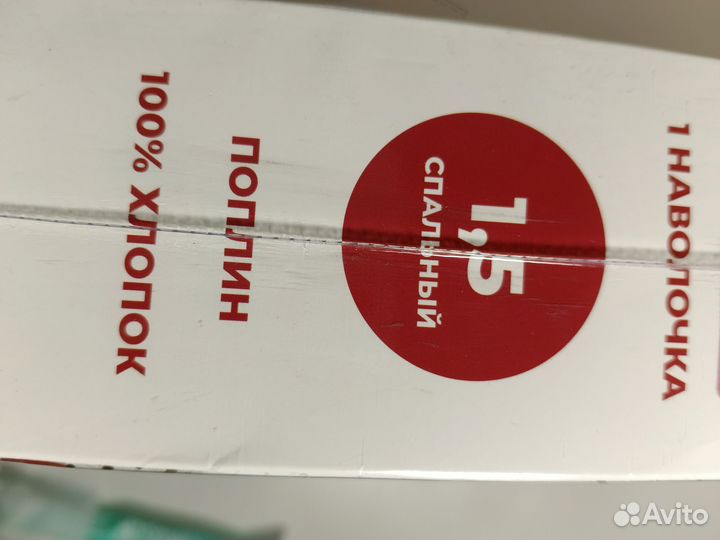 1 НАВОЛОЧКА
1,5
СПАЛЬНЫЙ
ПОПЛИН
100% ХЛОПОК
Avito